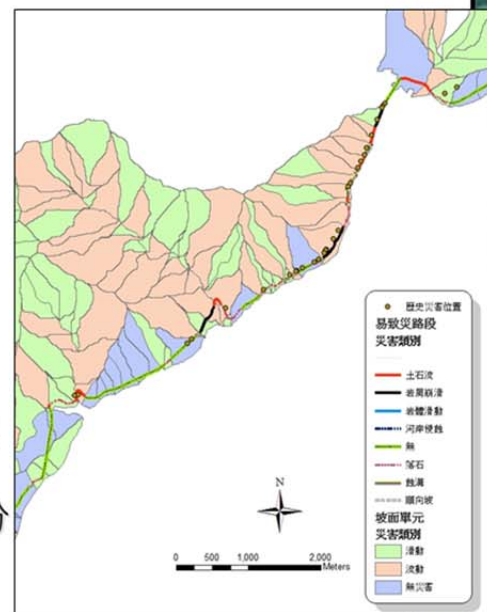 歷史災害位置
易致災路段
災害類別
土石流
岩屑崩滑
岩體滑動
河岸侵蝕
無
落石
蝕溝
順向坡
坡面單元
災害類別
滑動
流動
無災害
N
0 500 1,000 2,000
Meters